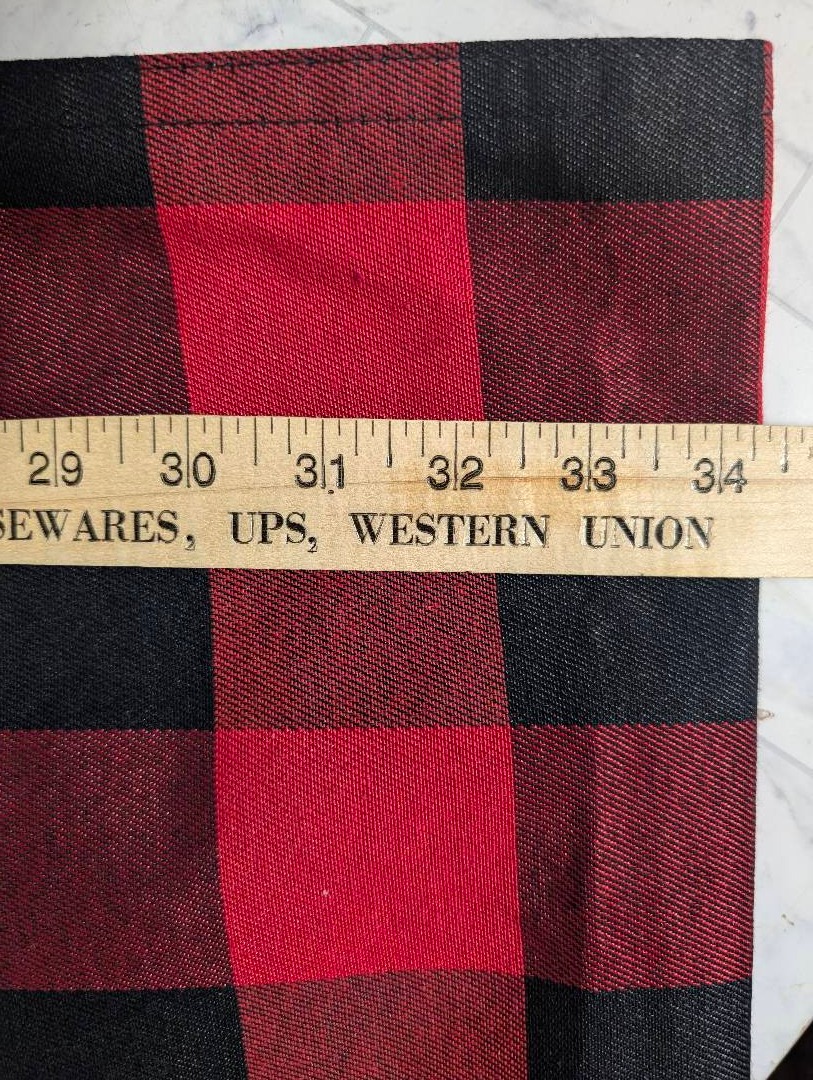 29 30 31 32 33 34
SEWARES, UPS, WESTERN UNION